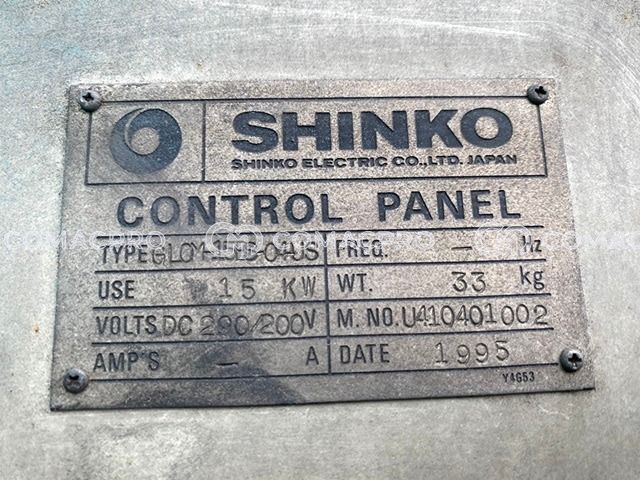 SHINKO
SHINKO ELECTRIC CO.,LTD. JAPAN
CONTROL PANEL
TYPE FREQ. — Hz
USE 15 KW WT. 33 kg
VOLTS DC 290/200V M. NO. U410401002
AMP'S — A DATE 1995
Y4G53